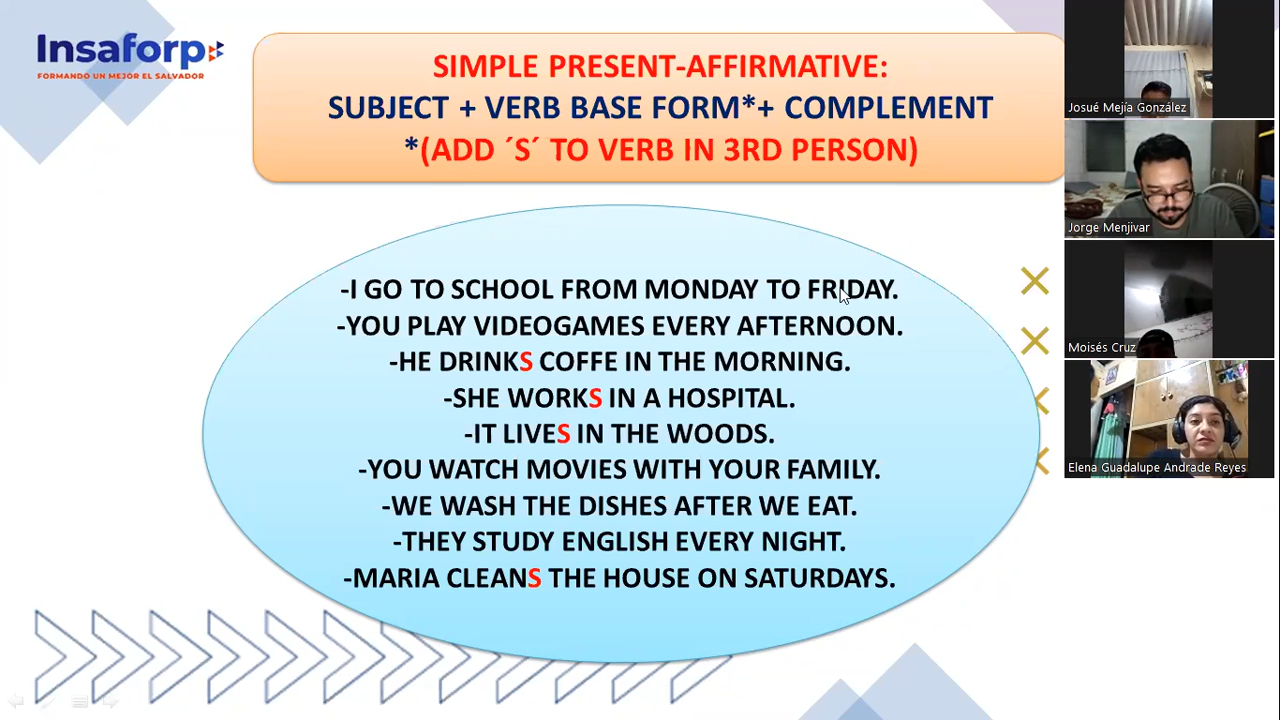 Insaforp
FORMANDO UN MEJOR EL SALVADOR
SIMPLE PRESENT-AFFIRMATIVE:
SUBJECT + VERB BASE FORM*+ COMPLEMENT
*(ADD ´S´ TO VERB IN 3RD PERSON)
-I GO TO SCHOOL FROM MONDAY TO FRIDAY.
-YOU PLAY VIDEOGAMES EVERY AFTERNOON.
-HE DRINKS COFFE IN THE MORNING.
-SHE WORKS IN A HOSPITAL.
-IT LIVES IN THE WOODS.
-YOU WATCH MOVIES WITH YOUR FAMILY.
-WE WASH THE DISHES AFTER WE EAT.
-THEY STUDY ENGLISH EVERY NIGHT.
-MARIA CLEANS THE HOUSE ON SATURDAYS.
Josué Mejía González
Jorge Menjivar
Moisés Cruz
Elena Guadalupe Andrade Reyes